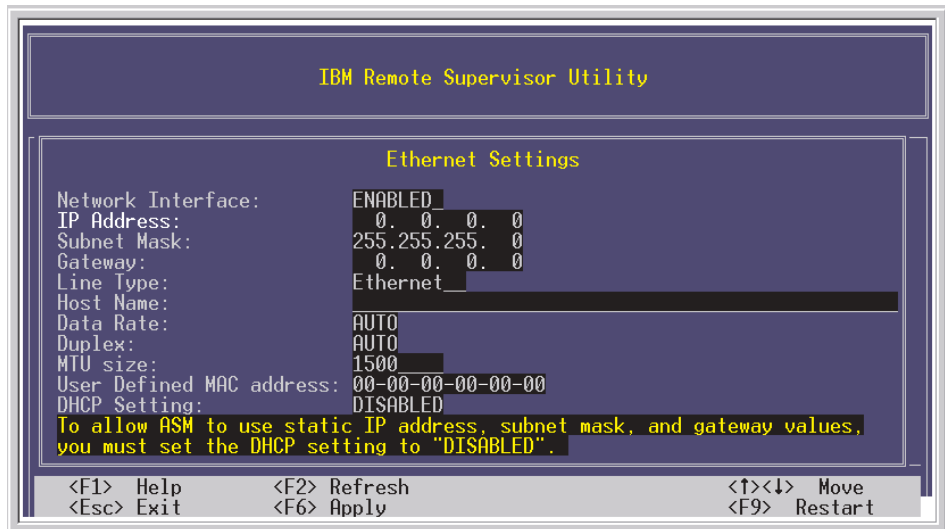 IBM Remote Supervisor Utility
Ethernet Settings
Network Interface: ENABLED_
IP Address: 0. 0. 0. 0
Subnet Mask: 255.255.255. 0
Gateway: 0. 0. 0. 0
Line Type: Ethernet__
Host Name:
Data Rate: AUTO
Duplex: AUTO
MTU size: 1500____
User Defined MAC address: 00-00-00-00-00-00
DHCP Setting: DISABLED
To allow ASM to use static IP address, subnet mask, and gateway values,
you must set the DHCP setting to "DISABLED".
<F1> Help <F2> Refresh <↑><↓> Move
<Esc> Exit <F6> Apply <F9> Restart